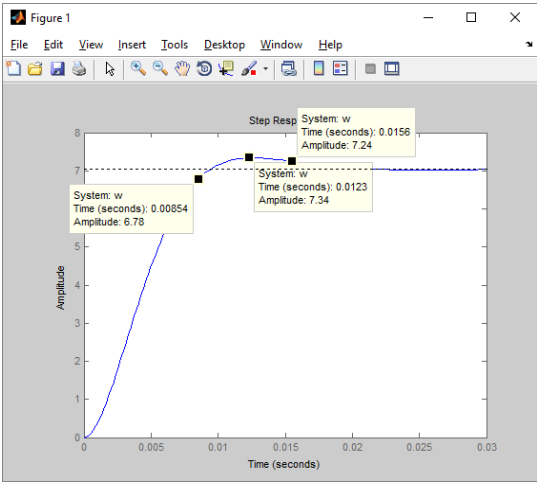 Figure 1
File Edit View Insert Tools Desktop Window Help
Step Resp
System: w
Time (seconds): 0.0156
Amplitude: 7.24
System: w
Time (seconds): 0.0123
Amplitude: 7.34
System: w
Time (seconds): 0.00854
Amplitude: 6.78
8
7
5
4
3
2
1
0
Amplitude
0 0.005 0.01 0.015 0.02 0.025 0.03
Time (seconds)